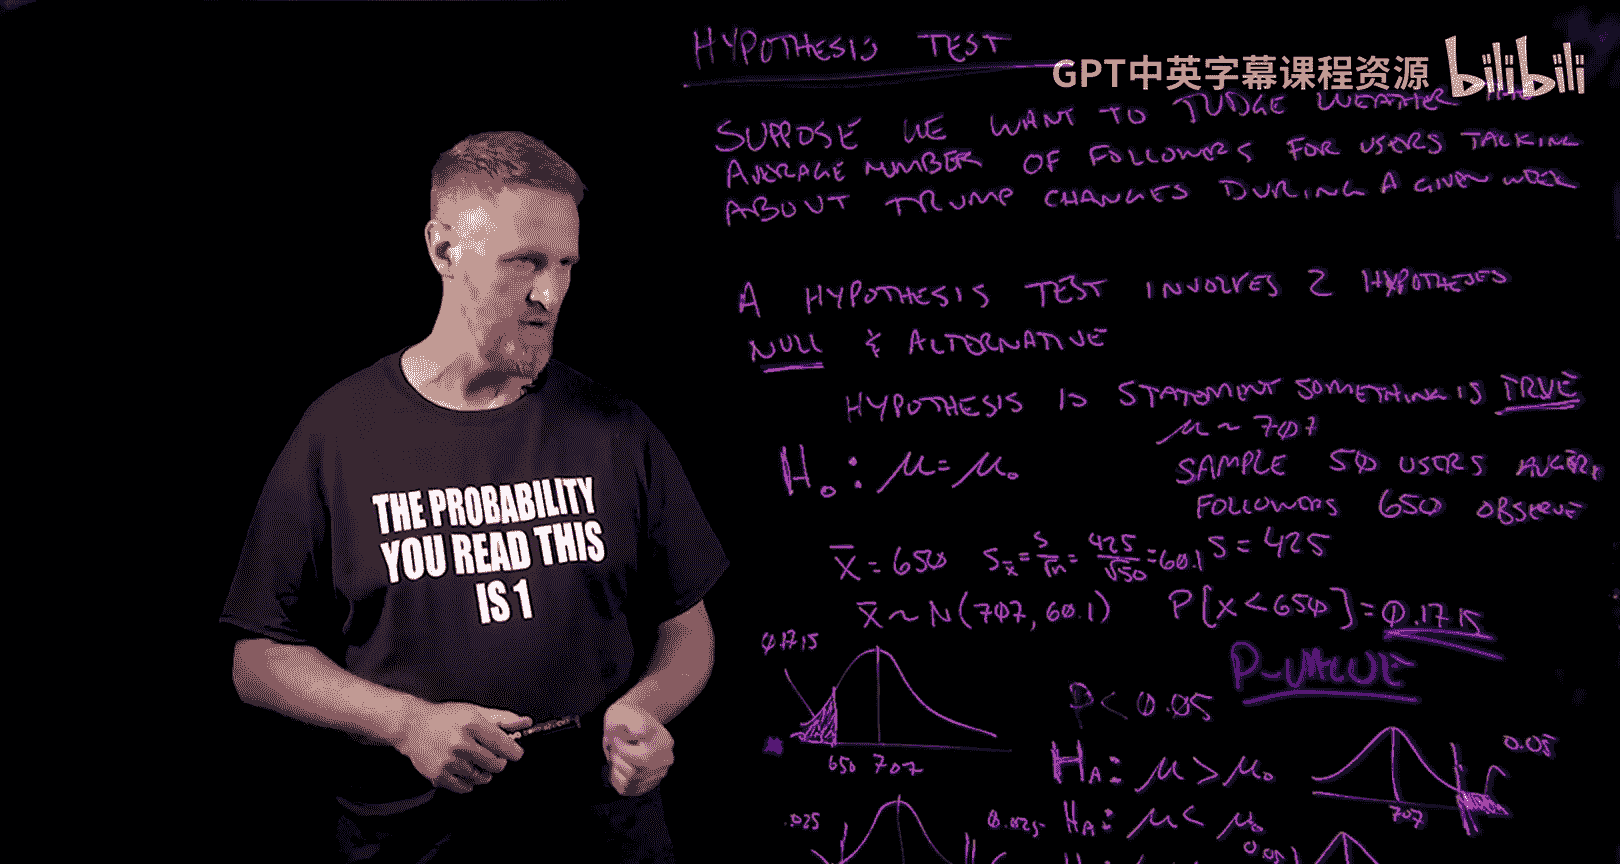 HYPOTHESIS TEST
GPT中英字幕课程资源 bilibili
SUPPOSE WE WANT TO JUDGE WEATHER
AVERAGE NUMBER OF FOLLOWERS FOR USERS TALKING
ABOUT TRUMP CHANGES DURING A GIVEN WEEK
A HYPOTHESIS TEST INVOLVES 2 HYPOTHESES
NULL & ALTERNATIVE
HYPOTHESIS IS STATEMENT SOMETHING IS TRUE
μ ~ 707
H₀: μ = μ₀
SAMPLE 50 USERS
FOLLOWERS 650 OBSERVE
THE PROBABILITY
YOU READ THIS
IS 1
x̄ = 650 s_x̄ = s/√n = 425/√50 = 60.1 S = 425
x̄ ~ N(707, 60.1) P[x < 650] = 0.1715
0.1715
P-VALUE
P < 0.05
650 707
H_A: μ > μ₀
0.05
707
.025
0.025
H_A: μ < μ₀
0.05